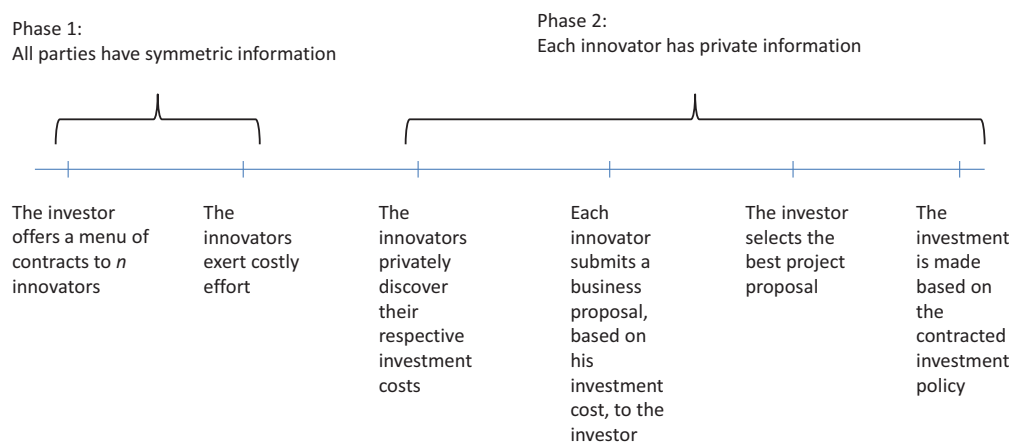 Phase 1:
All parties have symmetric information
Phase 2:
Each innovator has private information
The investor
offers a menu of
contracts to n
innovators
The
innovators
exert costly
effort
The
innovators
privately
discover
their
respective
investment
costs
Each
innovator
submits a
business
proposal,
based on
his
investment
cost, to the
investor
The investor
selects the
best project
proposal
The
investment
is made
based on
the
contracted
investment
policy